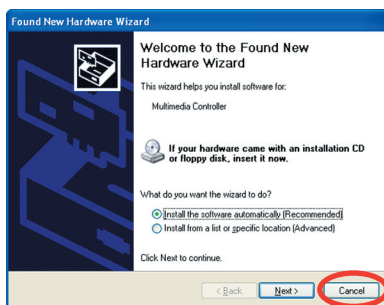 Found New Hardware Wizard
Welcome to the Found New
Hardware Wizard
This wizard helps you install software for:
Multimedia Controller
If your hardware came with an installation CD
or floppy disk, insert it now.
What do you want the wizard to do?
Install the software automatically (Recommended)
Install from a list or specific location (Advanced)
Click Next to continue.
< Back Next > Cancel